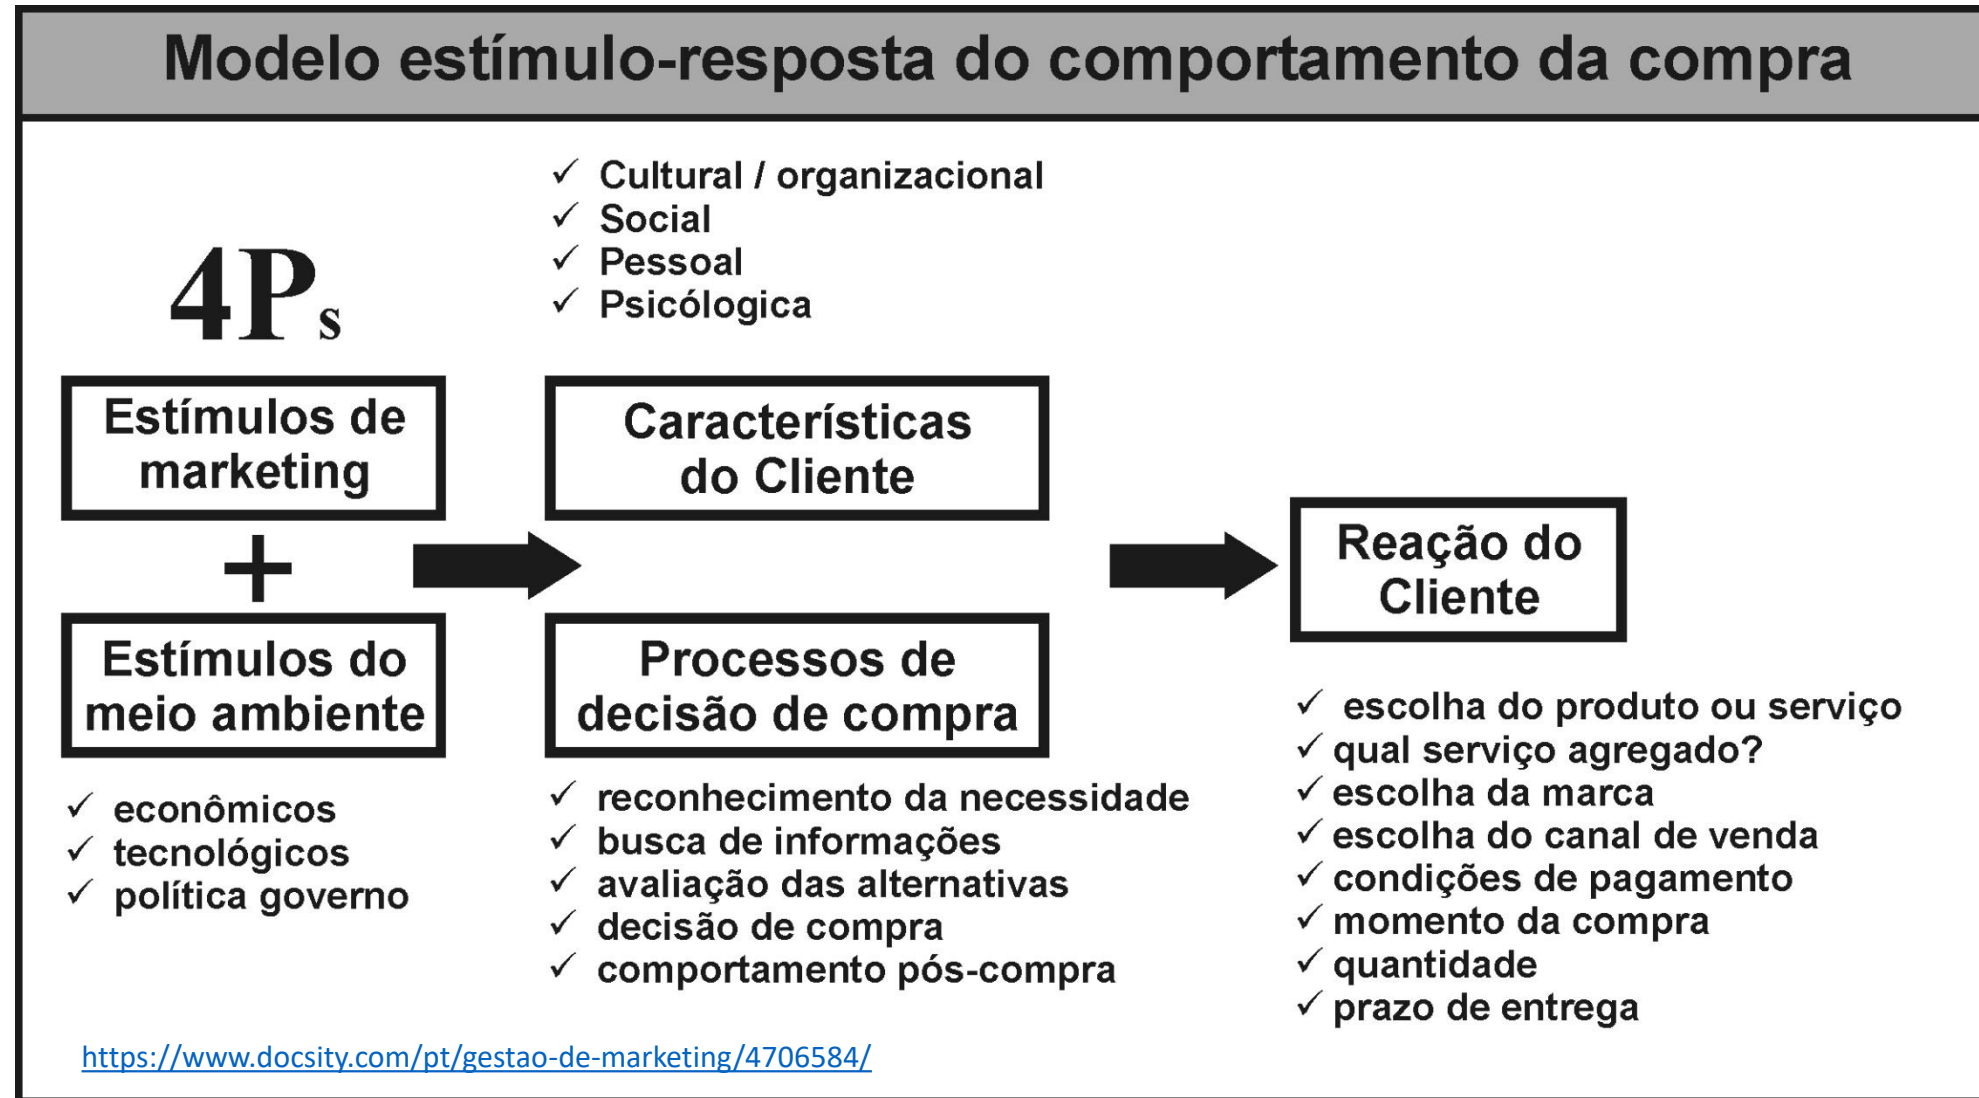 Modelo estímulo-resposta do comportamento da compra
4Ps
Estímulos de
marketing
+
Estímulos do
meio ambiente
✓ econômicos
✓ tecnológicos
✓ política governo
✓ Cultural / organizacional
✓ Social
✓ Pessoal
✓ Psicólogica
Características
do Cliente
Processos de
decisão de compra
✓ reconhecimento da necessidade
✓ busca de informações
✓ avaliação das alternativas
✓ decisão de compra
✓ comportamento pós-compra
Reação do
Cliente
✓ escolha do produto ou serviço
✓ qual serviço agregado?
✓ escolha da marca
✓ escolha do canal de venda
✓ condições de pagamento
✓ momento da compra
✓ quantidade
✓ prazo de entrega
https://www.docsity.com/pt/gestao-de-marketing/4706584/